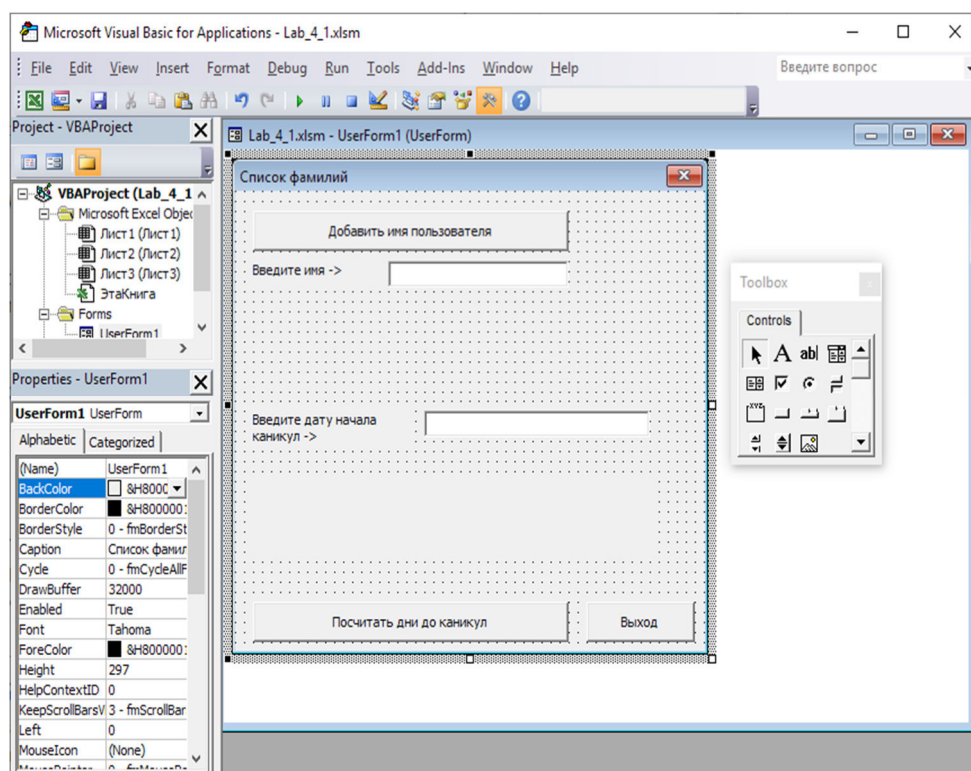 Microsoft Visual Basic for Applications - Lab_4_1.xlsm
File Edit View Insert Format Debug Run Tools Add-Ins Window Help
Введите вопрос
Project - VBAProject
VBAProject (Lab_4_1
Microsoft Excel Objec
Лист1 (Лист1)
Лист2 (Лист2)
Лист3 (Лист3)
ЭтаКнига
Forms
UserForm1
Properties - UserForm1
UserForm1 UserForm
Alphabetic Categorized
(Name) UserForm1
BackColor &H800C
BorderColor &H8000001
BorderStyle 0 - fmBorderSt
Caption Список фамил
Cycle 0 - fmCycleAllF
DrawBuffer 32000
Enabled True
Font Tahoma
ForeColor &H8000001
Height 297
HelpContextID 0
KeepScrollBarsV 3 - fmScrollBar
Left 0
MouseIcon (None)
Lab_4_1.xlsm - UserForm1 (UserForm)
Список фамилий
Добавить имя пользователя
Введите имя ->
Введите дату начала
каникул ->
Посчитать дни до каникул
Выход
Toolbox
Controls
A ab|
XYZ